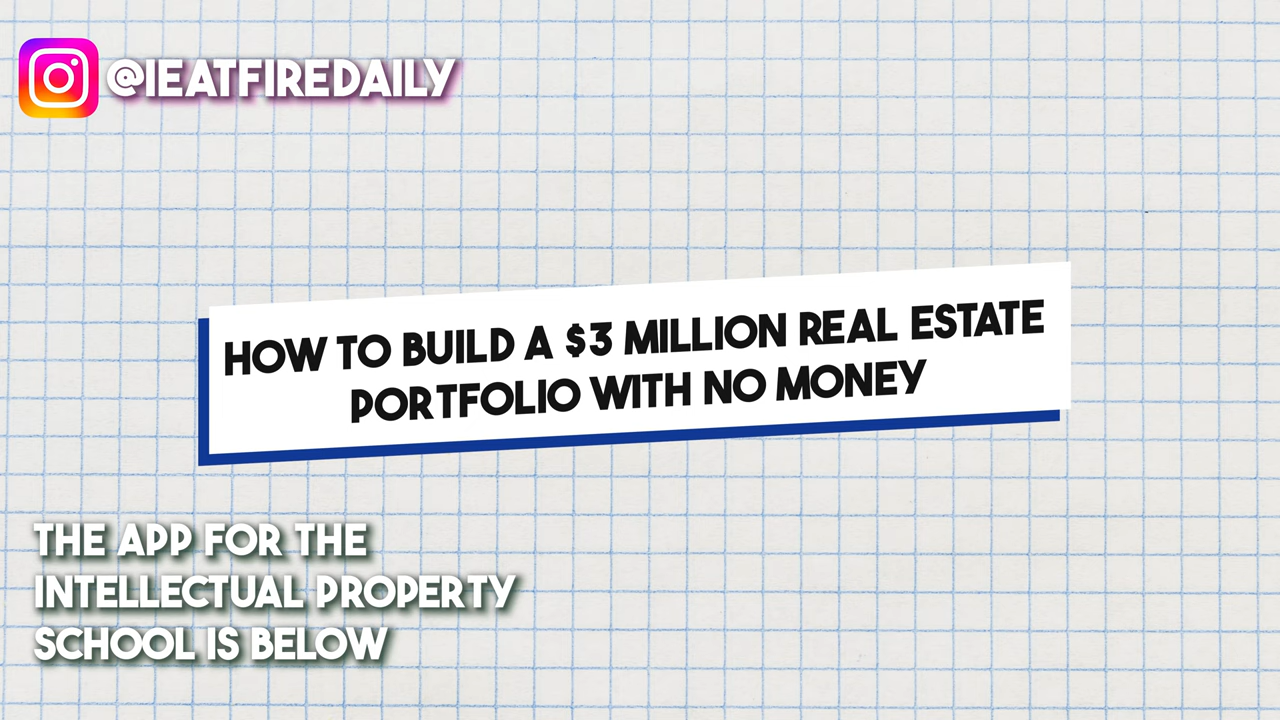 @IEATFIREDAILY
HOW TO BUILD A $3 MILLION REAL ESTATE
PORTFOLIO WITH NO MONEY
THE APP FOR THE
INTELLECTUAL PROPERTY
SCHOOL IS BELOW